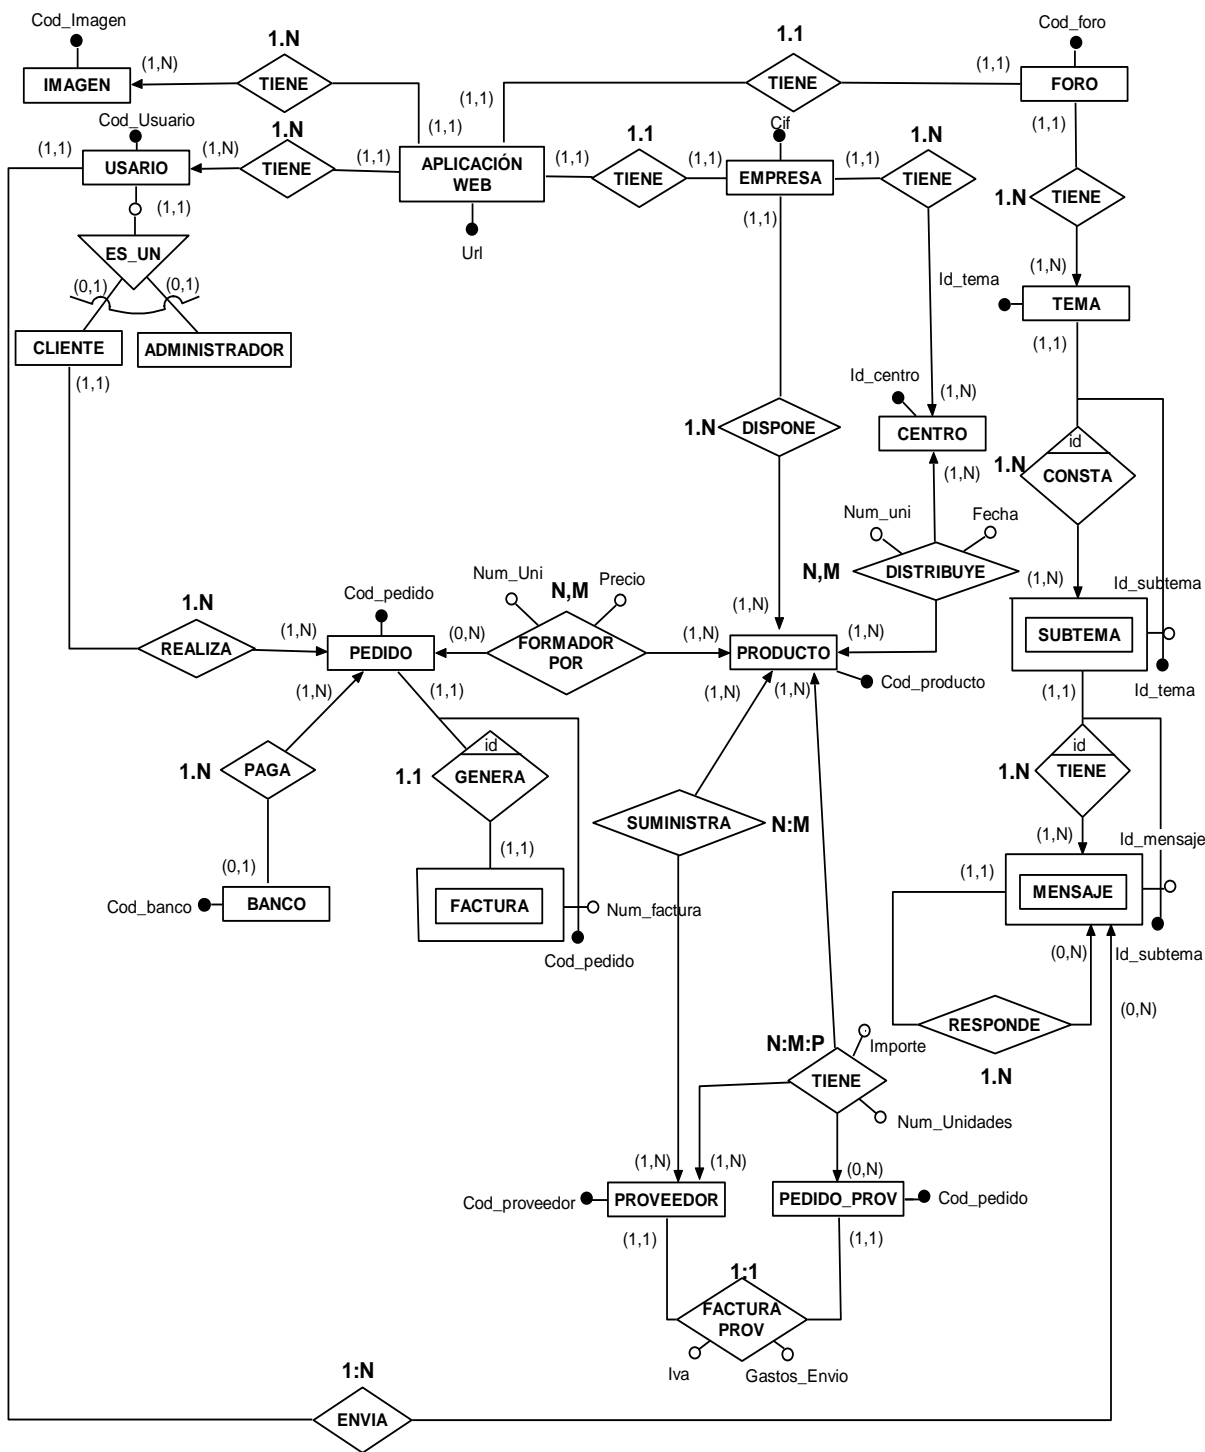 Cod_Imagen
1.N
1.1
Cod_foro
IMAGEN
(1,N)
TIENE
TIENE
(1,1)
FORO
(1,1)
(1,1)
Cod_Usuario
1.N
(1,1)
1.1
Cif
1.N
(1,1)
(1,1)
USARIO
(1,N)
TIENE
(1,1)
APLICACIÓN
WEB
(1,1)
TIENE
(1,1)
EMPRESA
(1,1)
TIENE
(1,1)
(1,1)
1.N
TIENE
Url
ES_UN
(0,1)
(0,1)
(1,N)
Id_tema
TEMA
CLIENTE
ADMINISTRADOR
(1,1)
(1,1)
Id_centro
(1,N)
1.N
DISPONE
CENTRO
id
1.N
CONSTA
(1,N)
Num_uni
Fecha
N,M
DISTRIBUYE
(1,N)
Id_subtema
Num_Uni
N,M
Precio
Cod_pedido
1.N
(1,N)
(1,N)
(1,N)
SUBTEMA
REALIZA
(1,N)
PEDIDO
(0,N)
FORMADOR
POR
(1,N)
PRODUCTO
(1,N)
(1,1)
(1,N)
(1,N)
Cod_producto
(1,1)
Id_tema
id
id
1.N
PAGA
1.1
GENERA
1.N
TIENE
SUMINISTRA
N:M
(1,N)
Id_mensaje
(0,1)
(1,1)
(1,1)
MENSAJE
Cod_banco
BANCO
FACTURA
Num_factura
Cod_pedido
(0,N)
Id_subtema
(0,N)
RESPONDE
N:M:P
Importe
1.N
TIENE
Num_Unidades
(1,N)
(1,N)
(0,N)
Cod_proveedor
PROVEEDOR
PEDIDO_PROV
Cod_pedido
(1,1)
(1,1)
1:1
FACTURA
PROV
Iva
Gastos_Envio
1:N
ENVIA